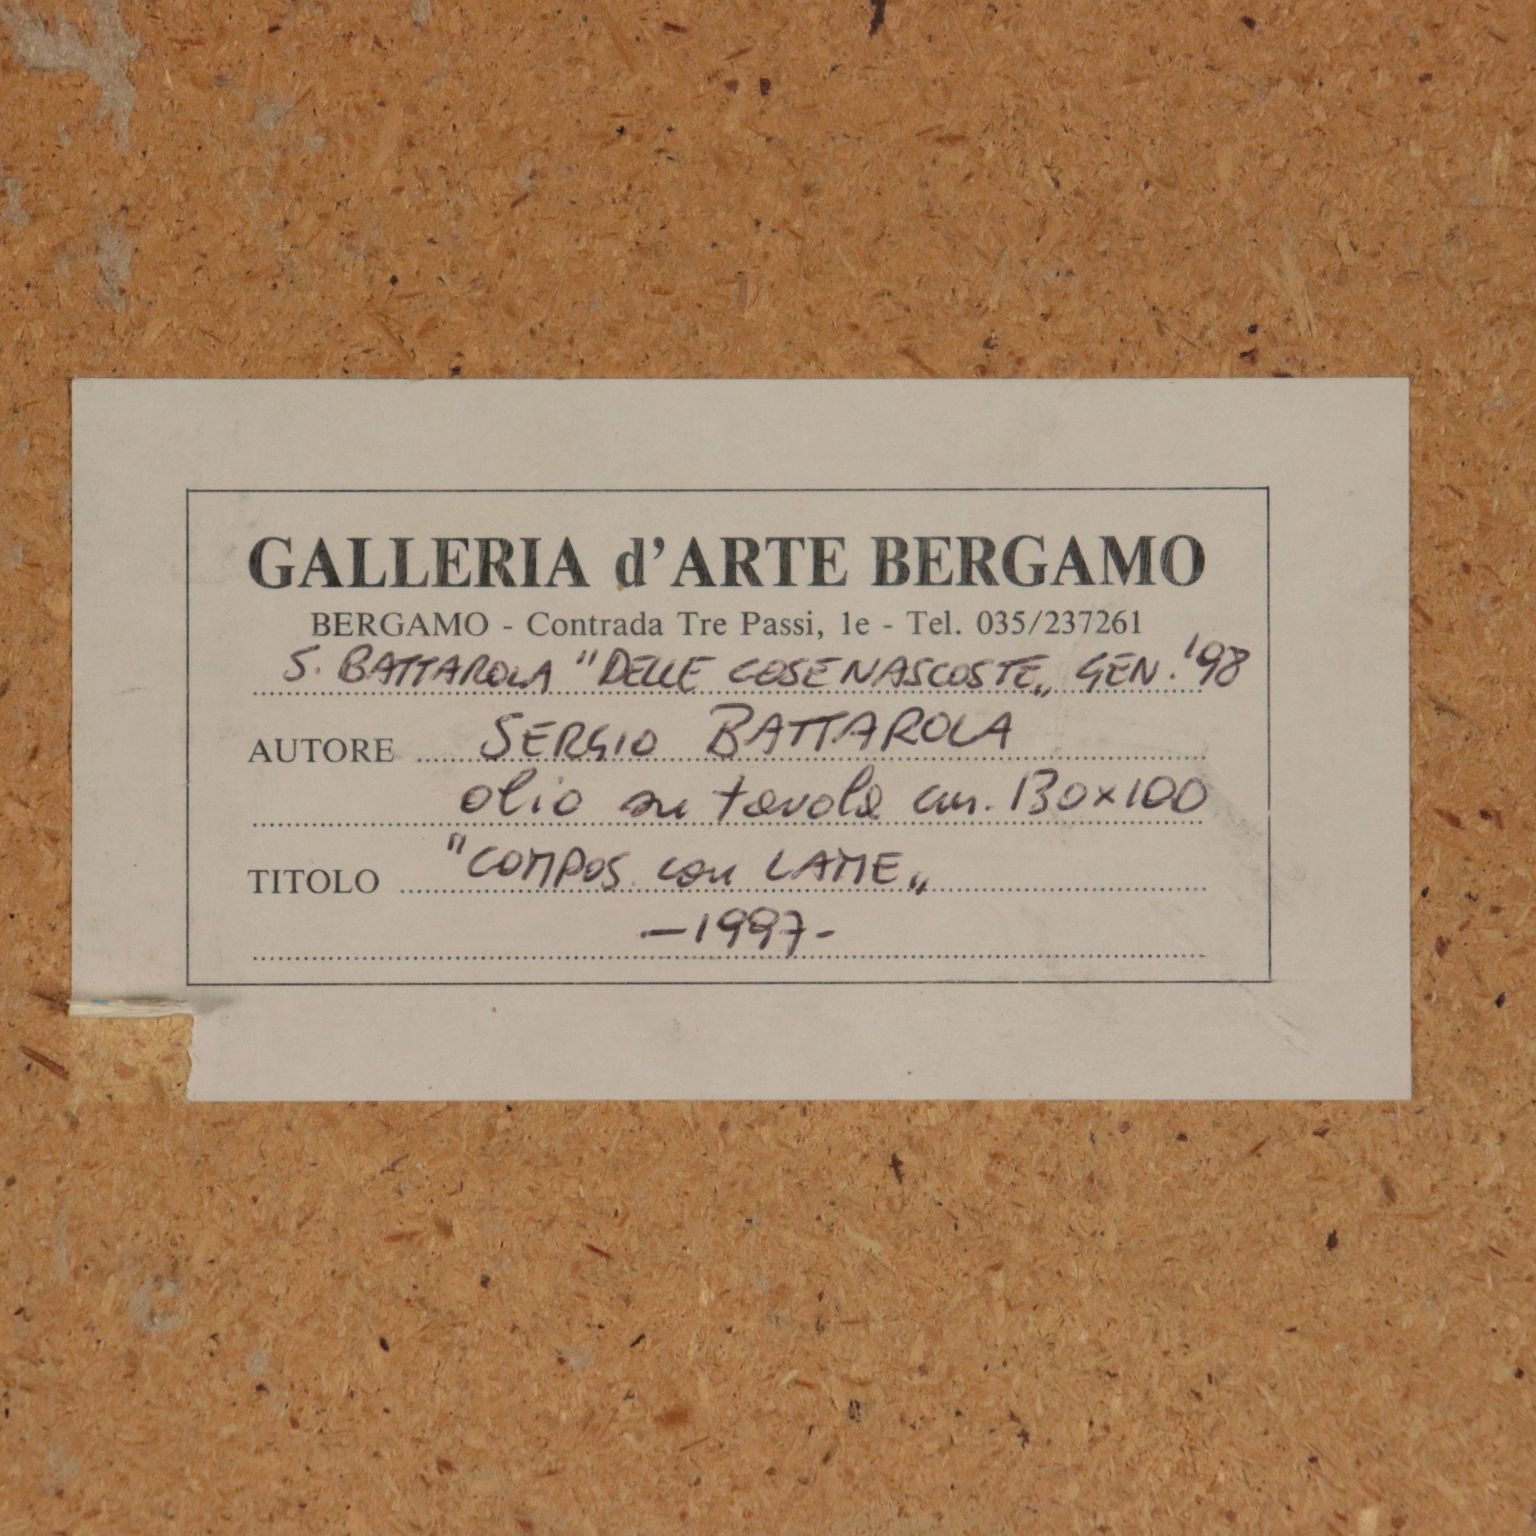 GALLERIA d'ARTE BERGAMO
BERGAMO - Contrada Tre Passi, 1e - Tel. 035/237261
S. BATTAROLA "DELLE COSE NASCOSTE„ GEN. '98
AUTORE SERGIO BATTAROLA
olio su tavola cm. 130x100
TITOLO "COMPOS. con LAME„
-1997-